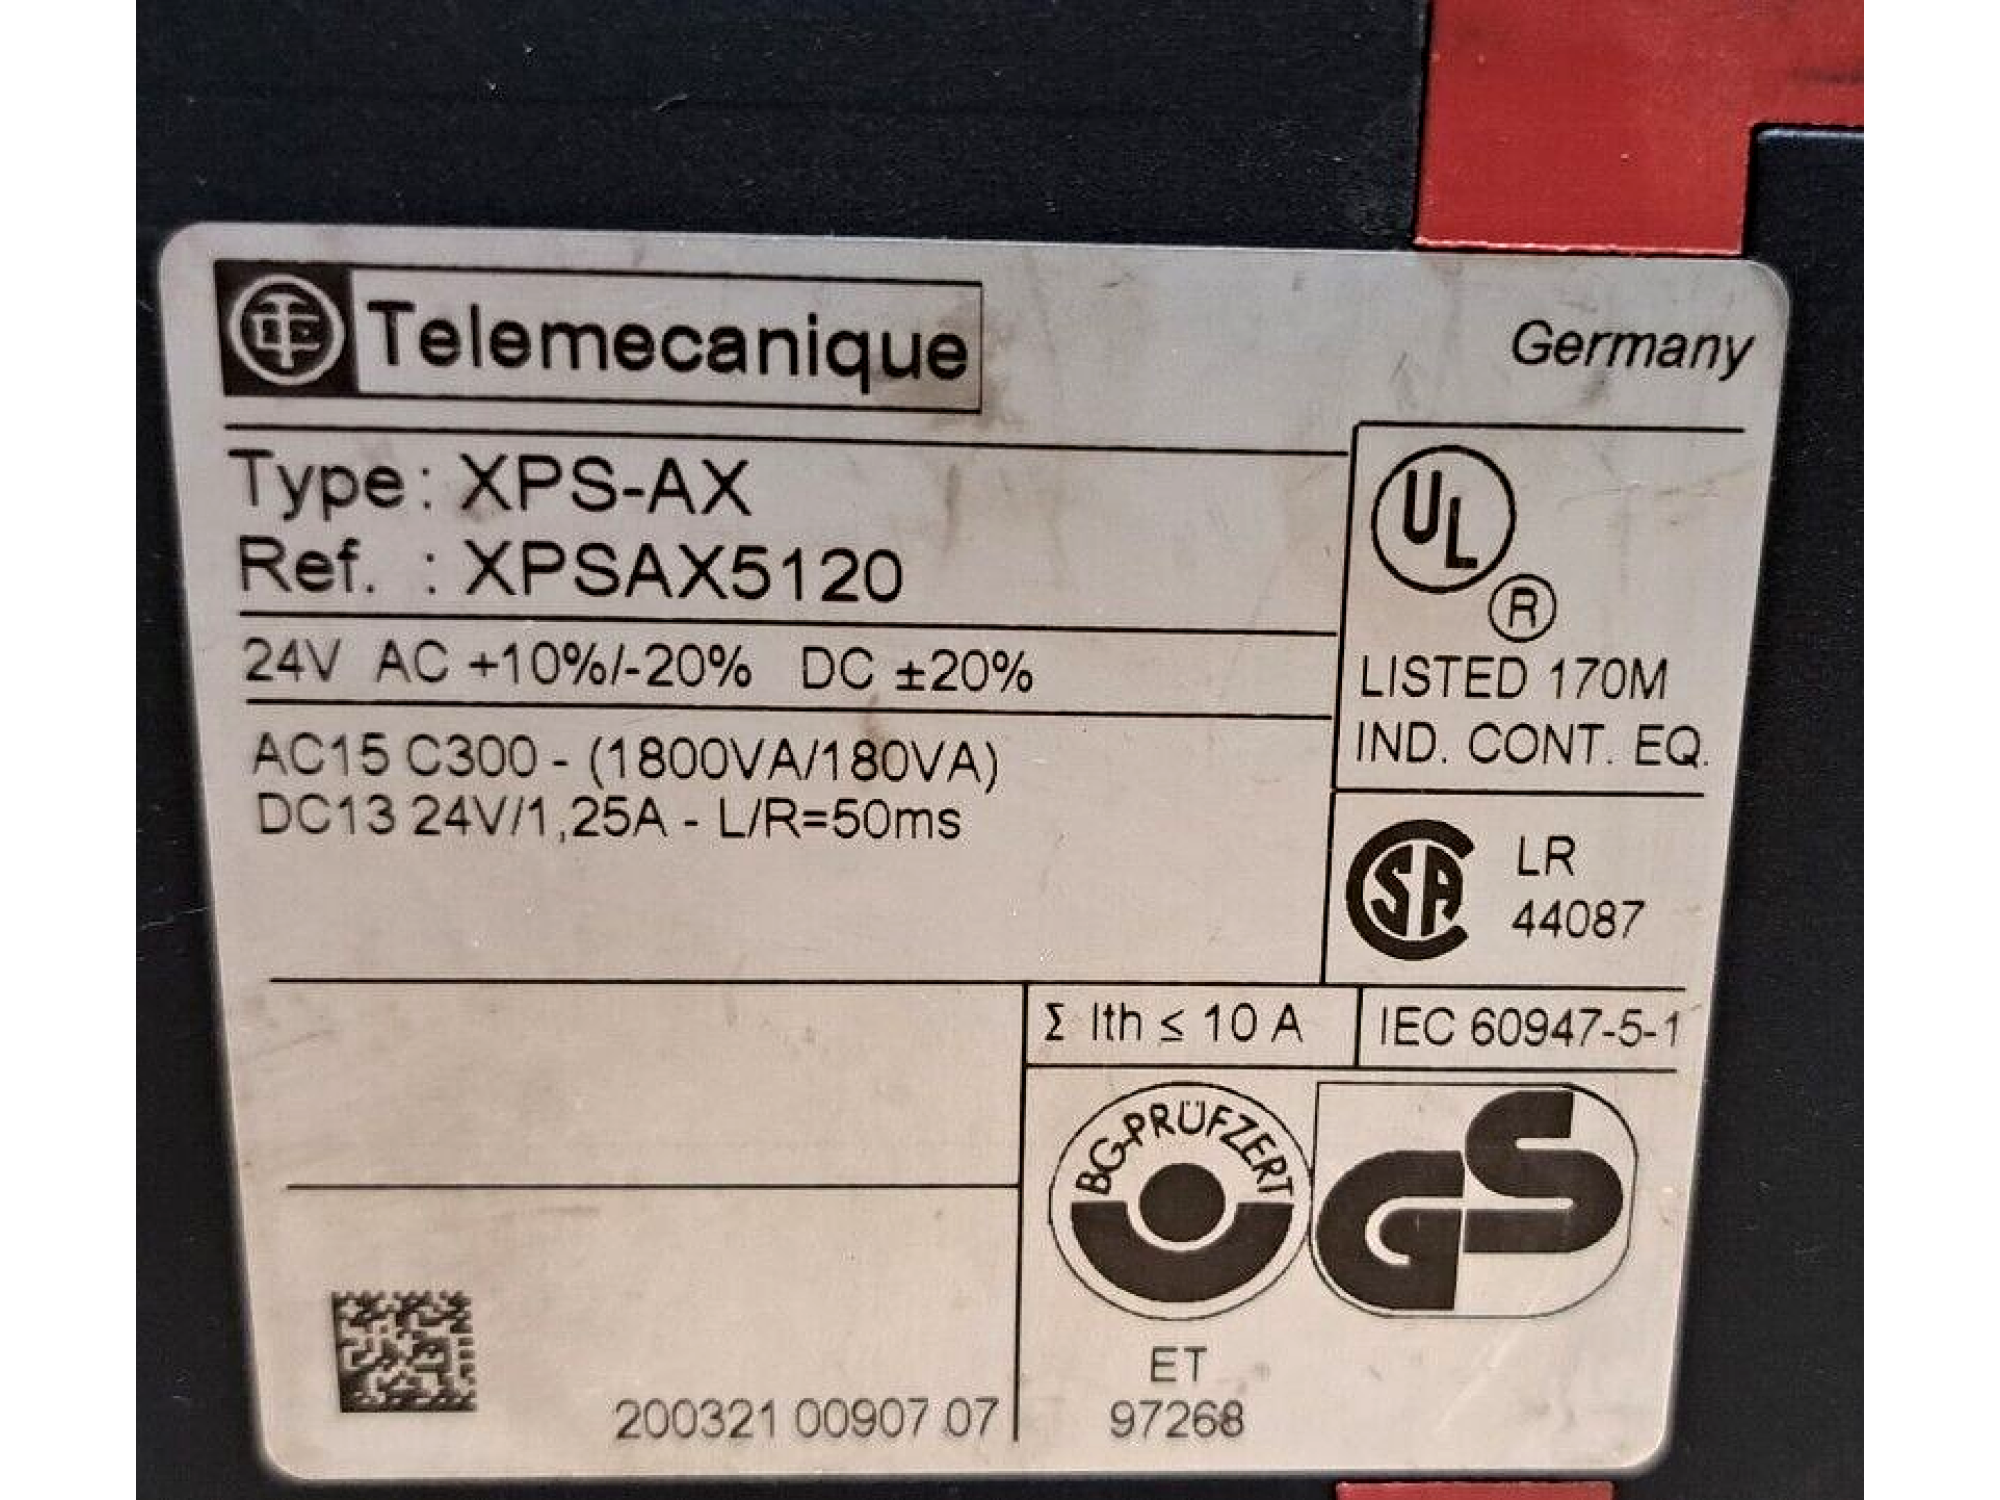 Telemecanique
Germany
Type: XPS-AX
Ref. : XPSAX5120
24V AC +10%/-20% DC ±20%
AC15 C300 - (1800VA/180VA)
DC13 24V/1,25A - L/R=50ms
UL
R
LISTED 170M
IND. CONT. EQ.
CSA
LR
44087
Σ Ith ≤ 10 A
IEC 60947-5-1
BG-PRÜFZERT
GS
ET
97268
200321 00907 07